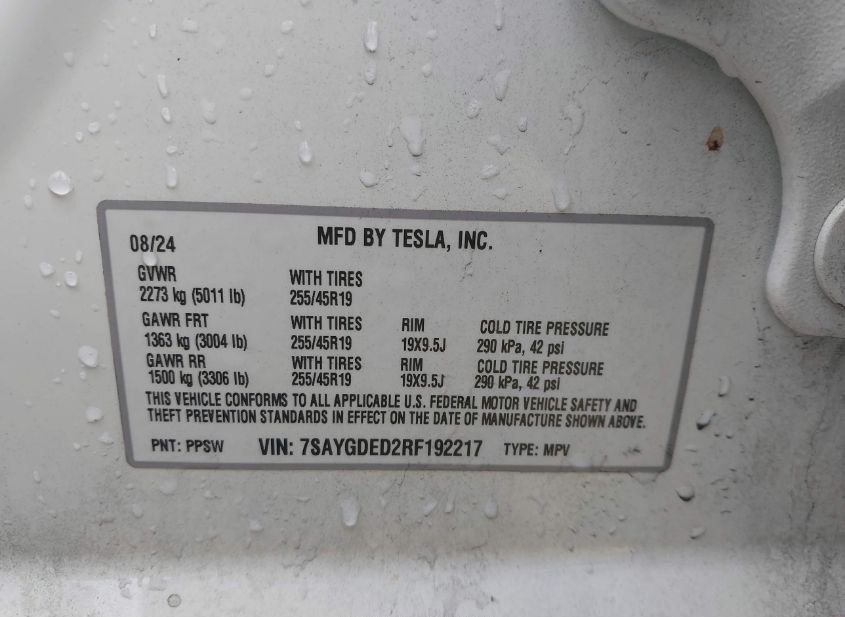 MFD BY TESLA, INC.
08/24
GVWR WITH TIRES
2273 kg (5011 lb) 255/45R19
GAWR FRT WITH TIRES RIM COLD TIRE PRESSURE
1363 kg (3004 lb) 255/45R19 19X9.5J 290 kPa, 42 psi
GAWR RR WITH TIRES RIM COLD TIRE PRESSURE
1500 kg (3306 lb) 255/45R19 19X9.5J 290 kPa, 42 psi
THIS VEHICLE CONFORMS TO ALL APPLICABLE U.S. FEDERAL MOTOR VEHICLE SAFETY AND
THEFT PREVENTION STANDARDS IN EFFECT ON THE DATE OF MANUFACTURE SHOWN ABOVE.
PNT: PPSW VIN: 7SAYGDED2RF192217 TYPE: MPV